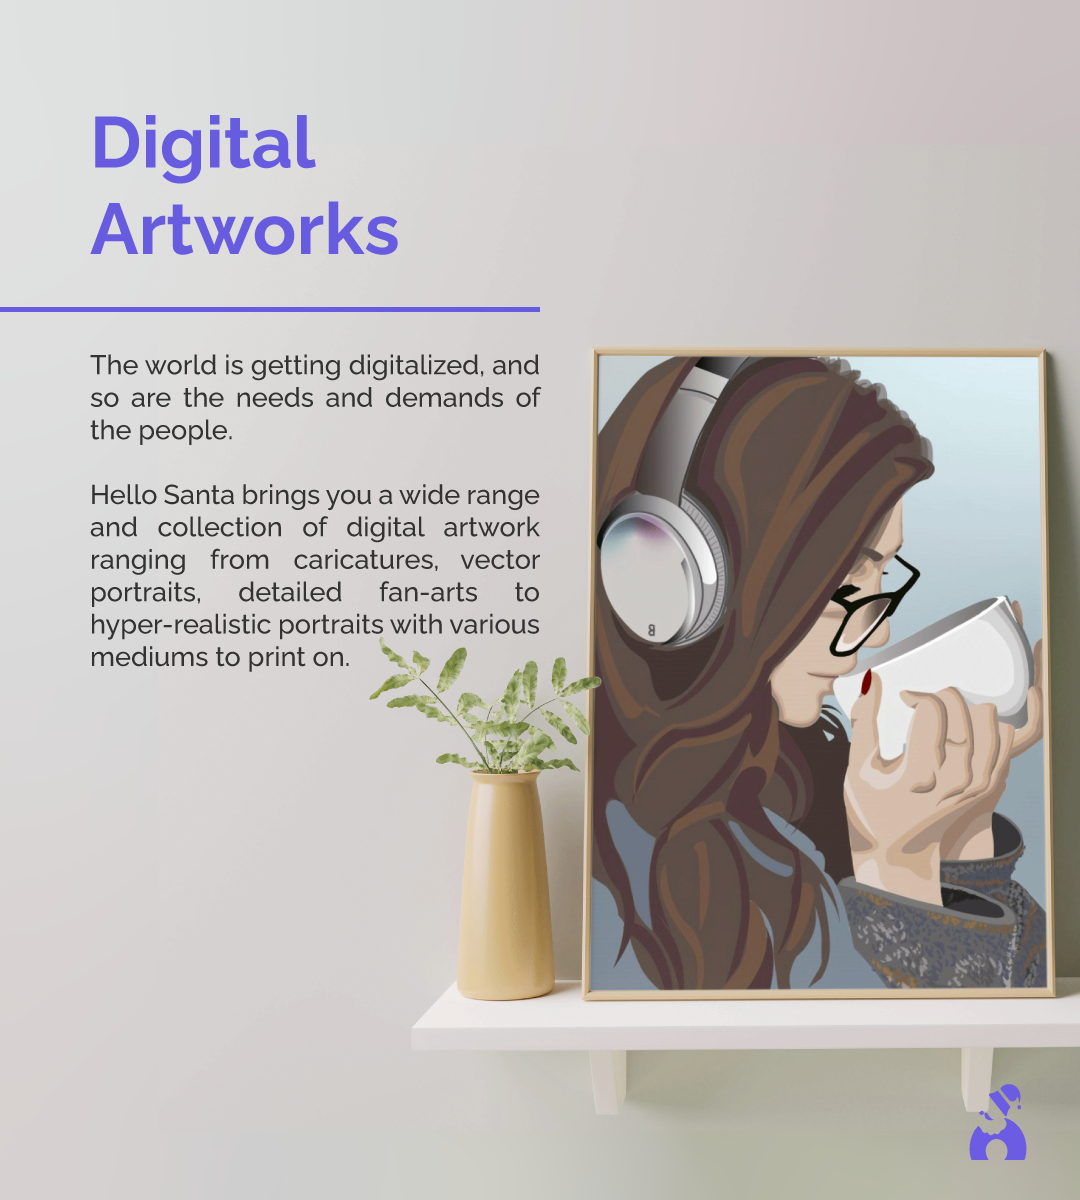 Digital
Artworks
The world is getting digitalized, and
so are the needs and demands of
the people.
Hello Santa brings you a wide range
and collection of digital artwork
ranging from caricatures, vector
portraits, detailed fan-arts to
hyper-realistic portraits with various
mediums to print on.